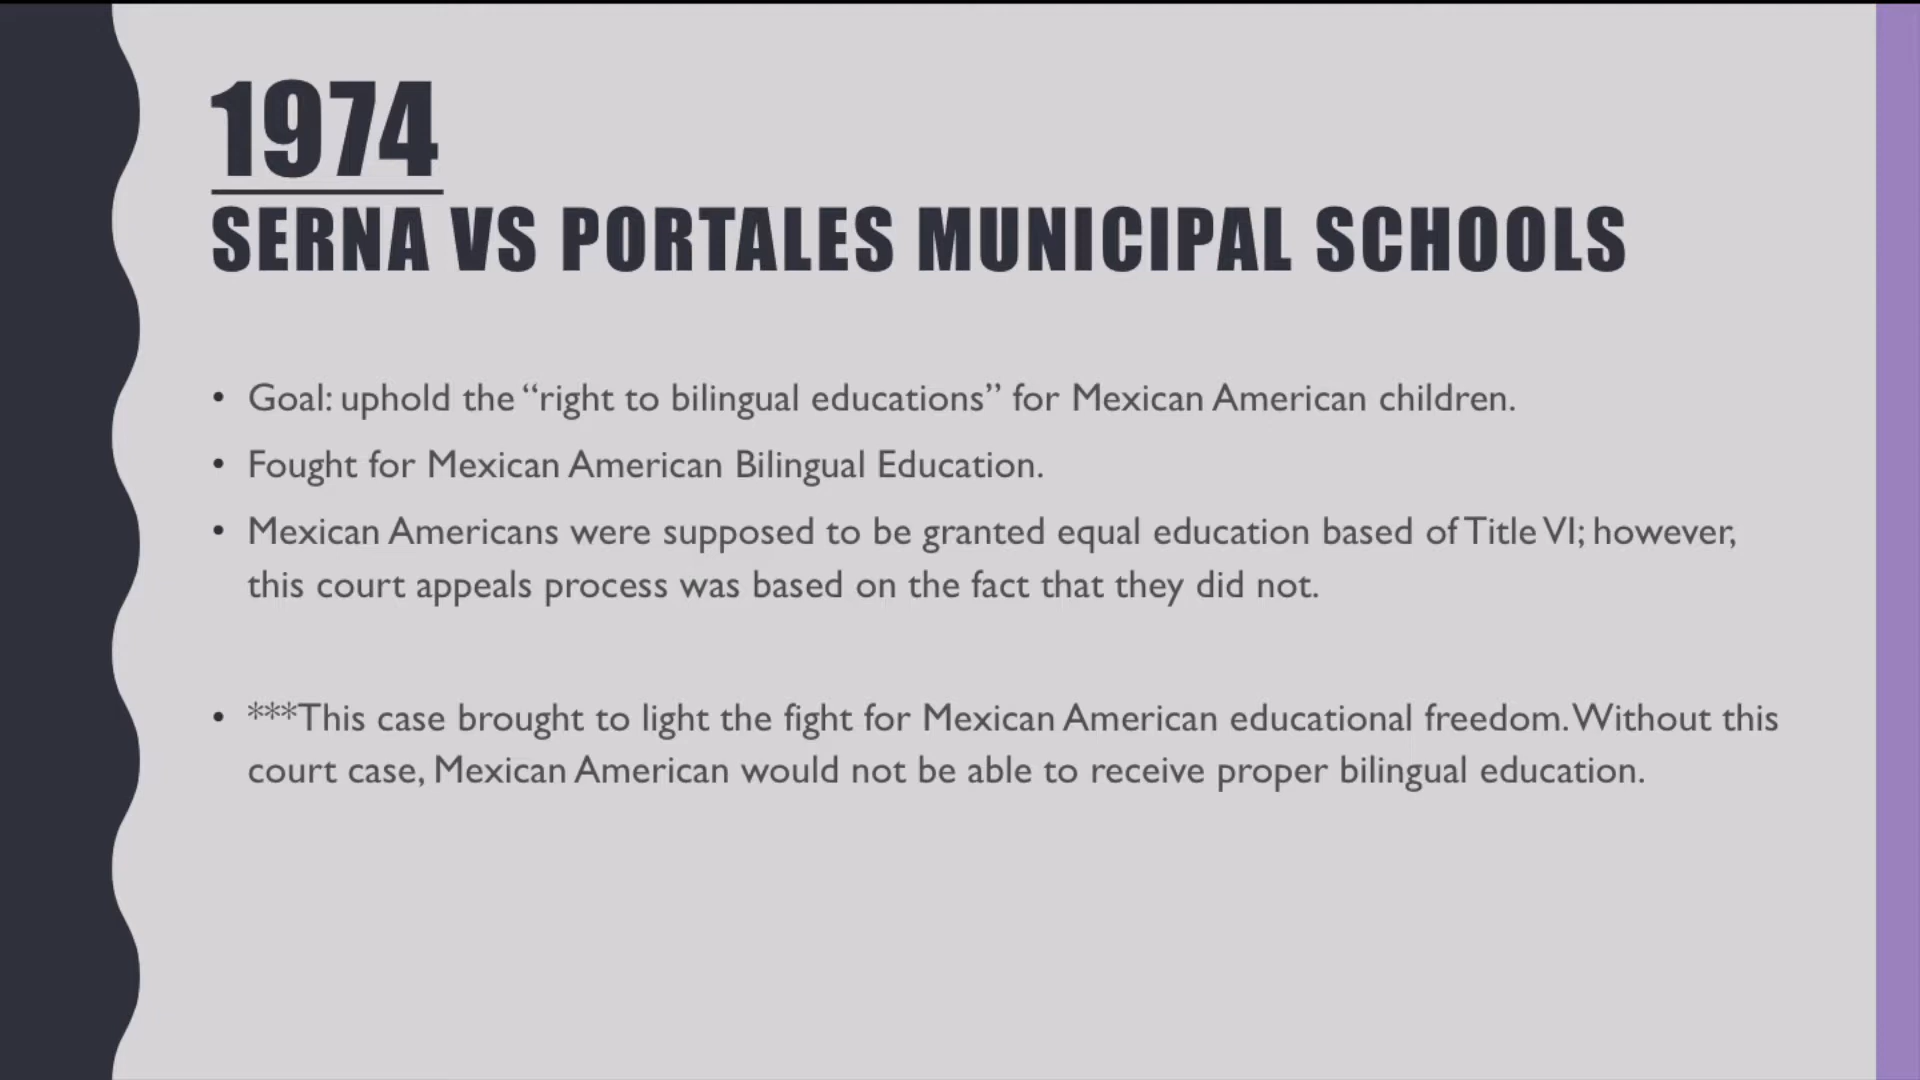 1974
SERNA VS PORTALES MUNICIPAL SCHOOLS
• Goal: uphold the “right to bilingual educations” for Mexican American children.
• Fought for Mexican American Bilingual Education.
• Mexican Americans were supposed to be granted equal education based of Title VI; however,
this court appeals process was based on the fact that they did not.
• ***This case brought to light the fight for Mexican American educational freedom. Without this
court case, Mexican American would not be able to receive proper bilingual education.